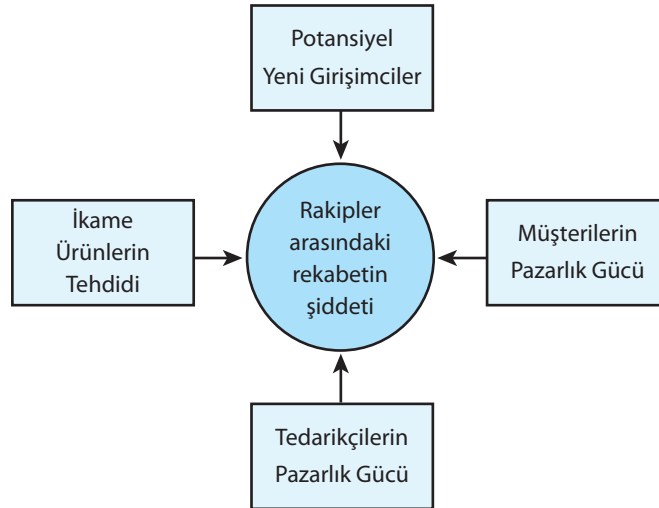 Potansiyel
Yeni Girişimciler
İkame
Ürünlerin
Tehdidi
Rakipler
arasındaki
rekabetin
şiddeti
Müşterilerin
Pazarlık Gücü
Tedarikçilerin
Pazarlık Gücü